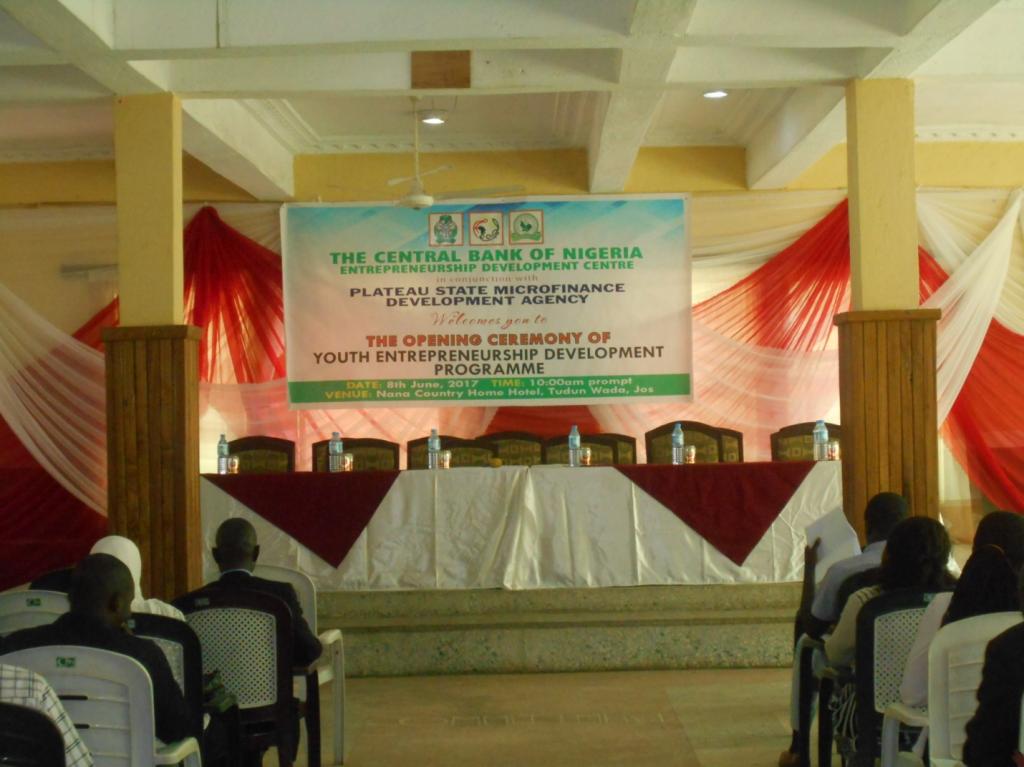 THE CENTRAL BANK OF NIGERIA
ENTREPRENEURSHIP DEVELOPMENT CENTRE
in conjunction with
PLATEAU STATE MICROFINANCE
DEVELOPMENT AGENCY
Welcomes you to
THE OPENING CEREMONY OF
YOUTH ENTREPRENEURSHIP DEVELOPMENT
PROGRAMME
DATE: 8th June, 2017 TIME: 10:00am prompt
VENUE: Nana Country Home Hotel, Tudun Wada, Jos